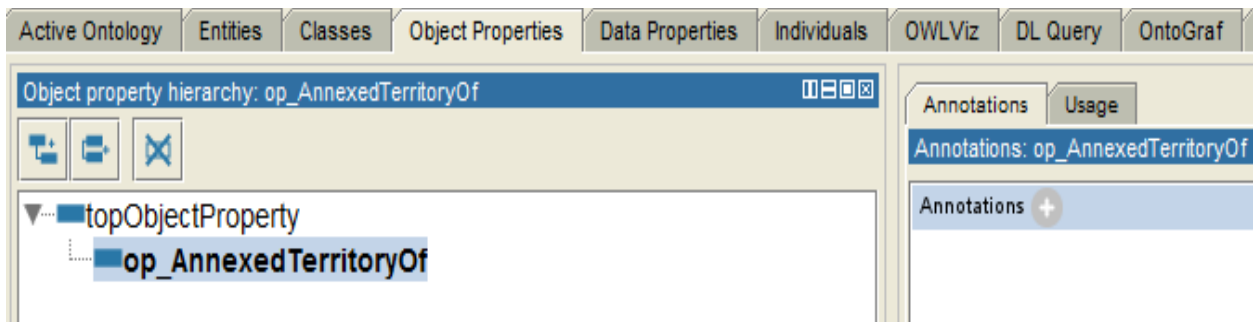 Active Ontology Entities Classes Object Properties Data Properties Individuals OWLViz DL Query OntoGraf
Object property hierarchy: op_AnnexedTerritoryOf
topObjectProperty
op_AnnexedTerritoryOf
Annotations Usage
Annotations: op_AnnexedTerritoryOf
Annotations